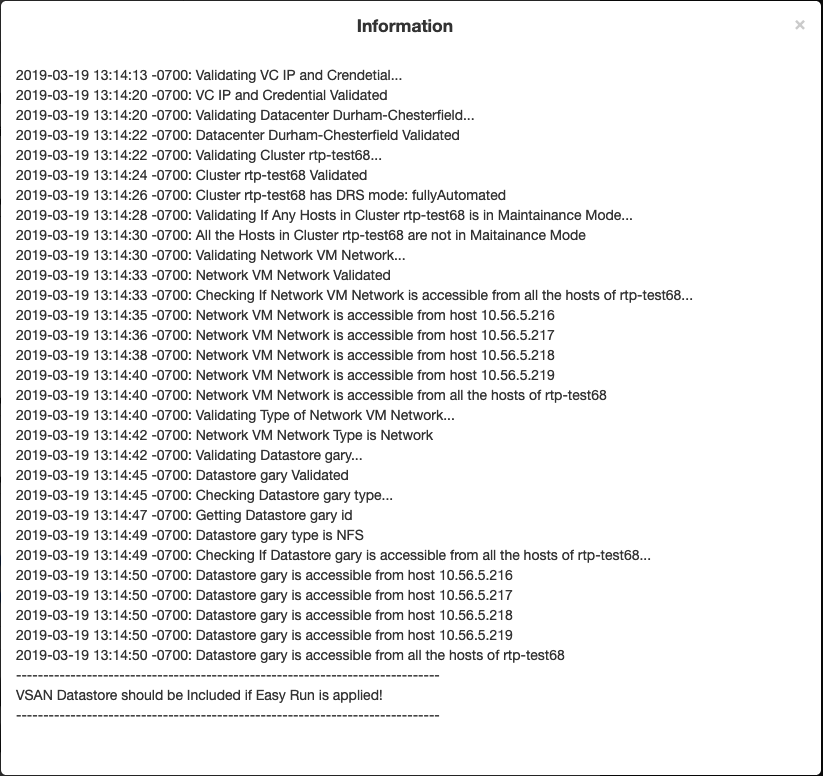 Information
×
2019-03-19 13:14:13 -0700: Validating VC IP and Crendetial...
2019-03-19 13:14:20 -0700: VC IP and Credential Validated
2019-03-19 13:14:20 -0700: Validating Datacenter Durham-Chesterfield...
2019-03-19 13:14:22 -0700: Datacenter Durham-Chesterfield Validated
2019-03-19 13:14:22 -0700: Validating Cluster rtp-test68...
2019-03-19 13:14:24 -0700: Cluster rtp-test68 Validated
2019-03-19 13:14:26 -0700: Cluster rtp-test68 has DRS mode: fullyAutomated
2019-03-19 13:14:28 -0700: Validating If Any Hosts in Cluster rtp-test68 is in Maintainance Mode...
2019-03-19 13:14:30 -0700: All the Hosts in Cluster rtp-test68 are not in Maitainance Mode
2019-03-19 13:14:30 -0700: Validating Network VM Network...
2019-03-19 13:14:33 -0700: Network VM Network Validated
2019-03-19 13:14:33 -0700: Checking If Network VM Network is accessible from all the hosts of rtp-test68...
2019-03-19 13:14:35 -0700: Network VM Network is accessible from host 10.56.5.216
2019-03-19 13:14:36 -0700: Network VM Network is accessible from host 10.56.5.217
2019-03-19 13:14:38 -0700: Network VM Network is accessible from host 10.56.5.218
2019-03-19 13:14:40 -0700: Network VM Network is accessible from host 10.56.5.219
2019-03-19 13:14:40 -0700: Network VM Network is accessible from all the hosts of rtp-test68
2019-03-19 13:14:40 -0700: Validating Type of Network VM Network...
2019-03-19 13:14:42 -0700: Network VM Network Type is Network
2019-03-19 13:14:42 -0700: Validating Datastore gary...
2019-03-19 13:14:45 -0700: Datastore gary Validated
2019-03-19 13:14:45 -0700: Checking Datastore gary type...
2019-03-19 13:14:47 -0700: Getting Datastore gary id
2019-03-19 13:14:49 -0700: Datastore gary type is NFS
2019-03-19 13:14:49 -0700: Checking If Datastore gary is accessible from all the hosts of rtp-test68...
2019-03-19 13:14:50 -0700: Datastore gary is accessible from host 10.56.5.216
2019-03-19 13:14:50 -0700: Datastore gary is accessible from host 10.56.5.217
2019-03-19 13:14:50 -0700: Datastore gary is accessible from host 10.56.5.218
2019-03-19 13:14:50 -0700: Datastore gary is accessible from host 10.56.5.219
2019-03-19 13:14:50 -0700: Datastore gary is accessible from all the hosts of rtp-test68
------------------------------------------------------------------------------
VSAN Datastore should be Included if Easy Run is applied!
------------------------------------------------------------------------------